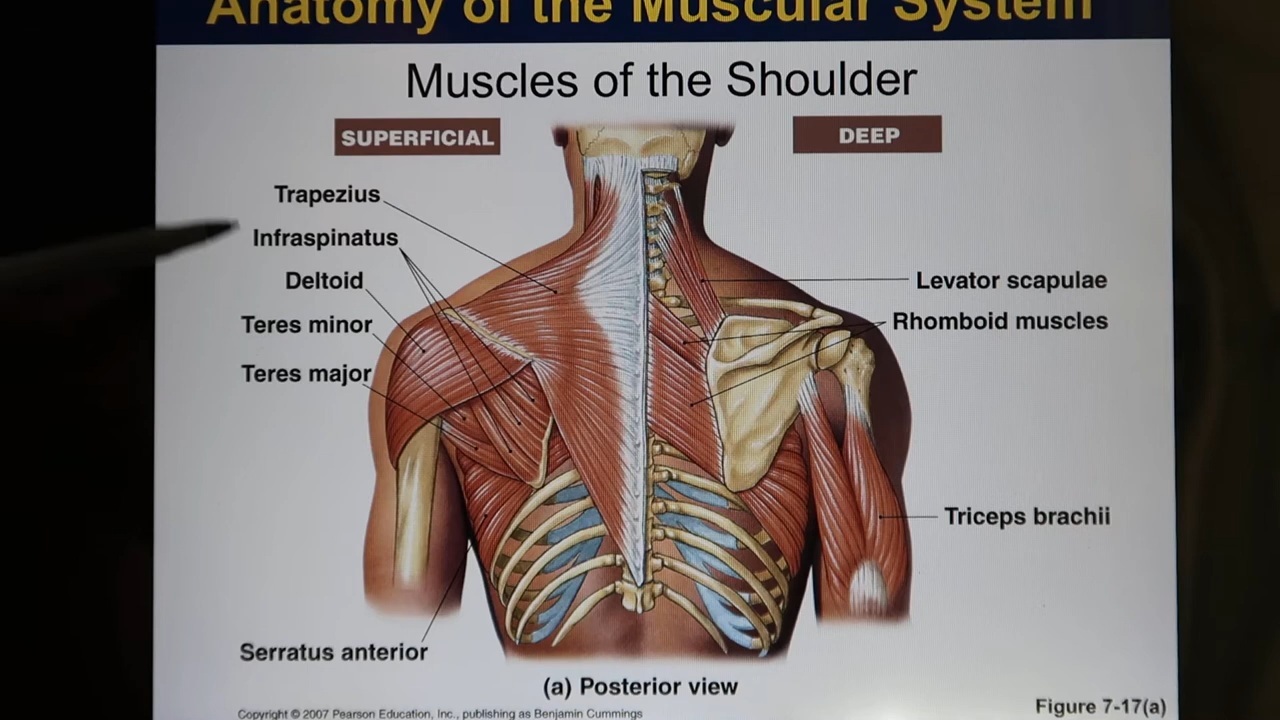 Anatomy of the Muscular System
Muscles of the Shoulder
SUPERFICIAL
DEEP
Trapezius
Infraspinatus
Deltoid
Teres minor
Teres major
Levator scapulae
Rhomboid muscles
Triceps brachii
Serratus anterior
(a) Posterior view
Copyright © 2007 Pearson Education, Inc., publishing as Benjamin Cummings
Figure 7-17(a)